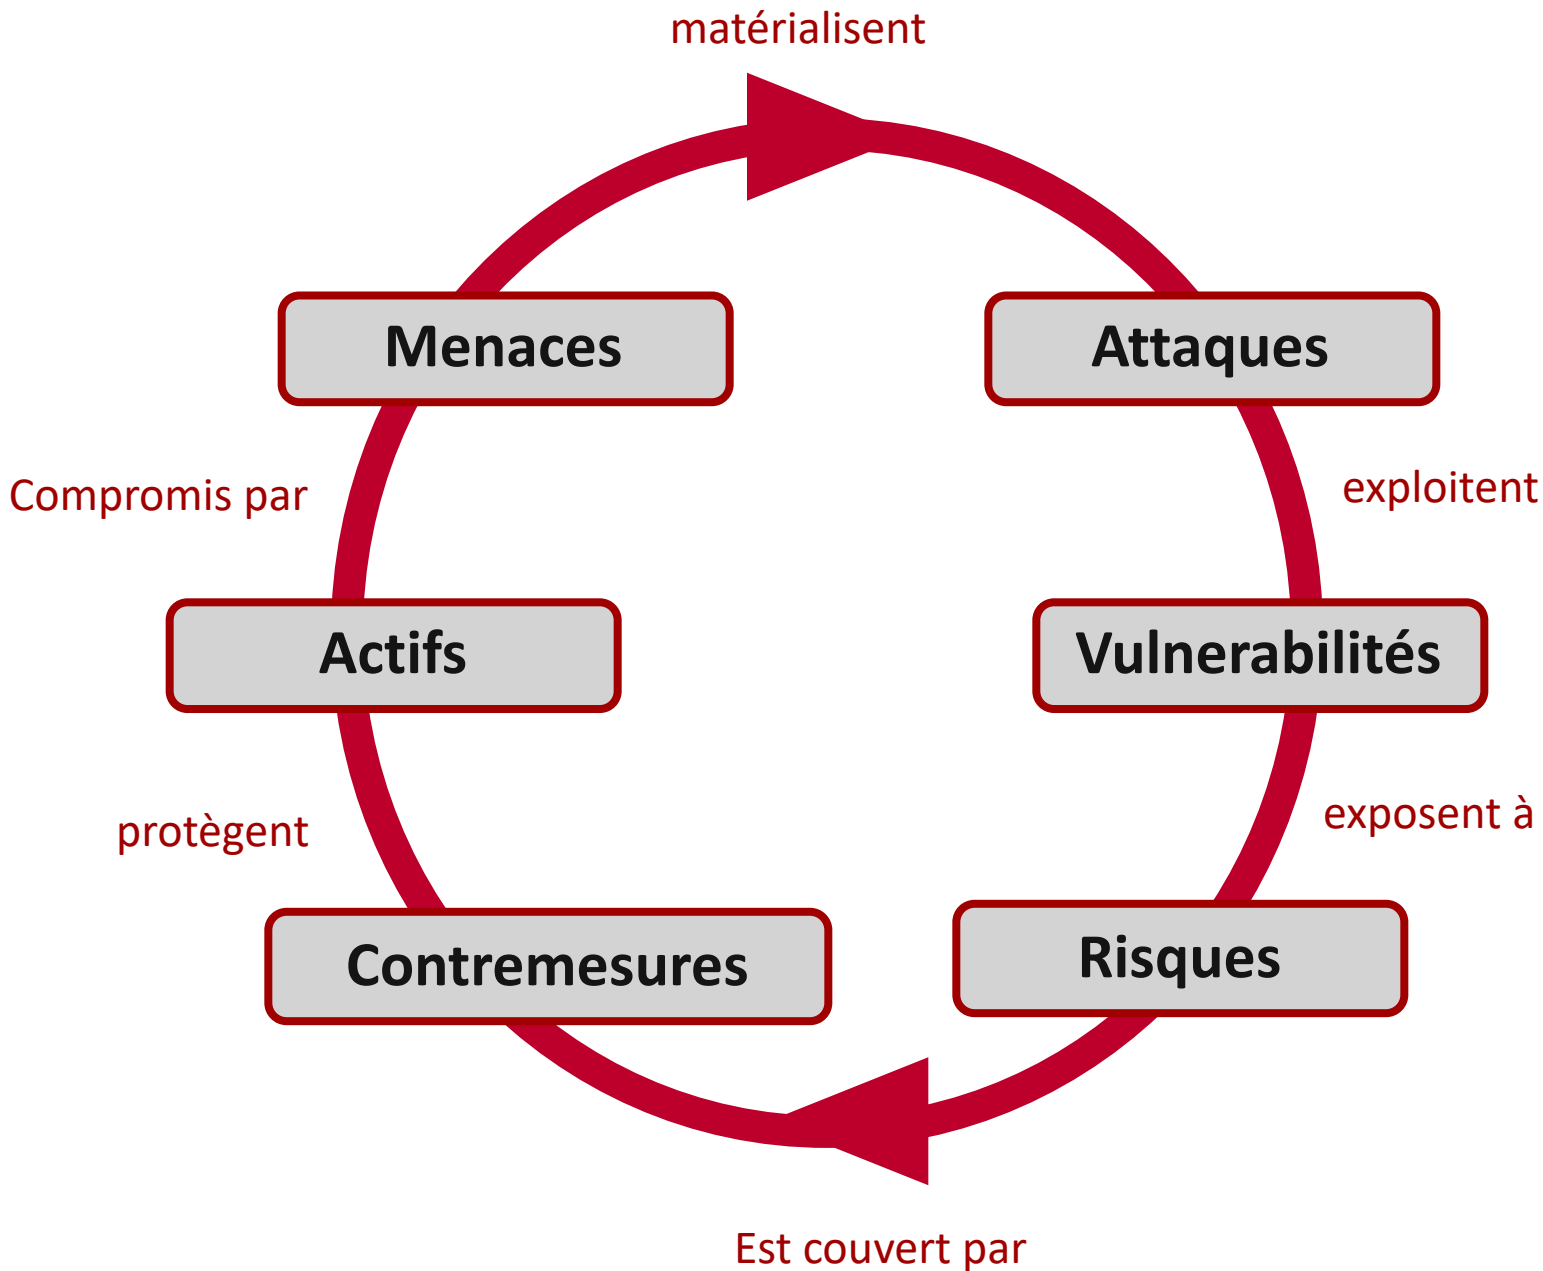 matérialisent
Menaces
Attaques
Compromis par
exploitent
Actifs
Vulnerabilités
protègent
exposent à
Contremesures
Risques
Est couvert par